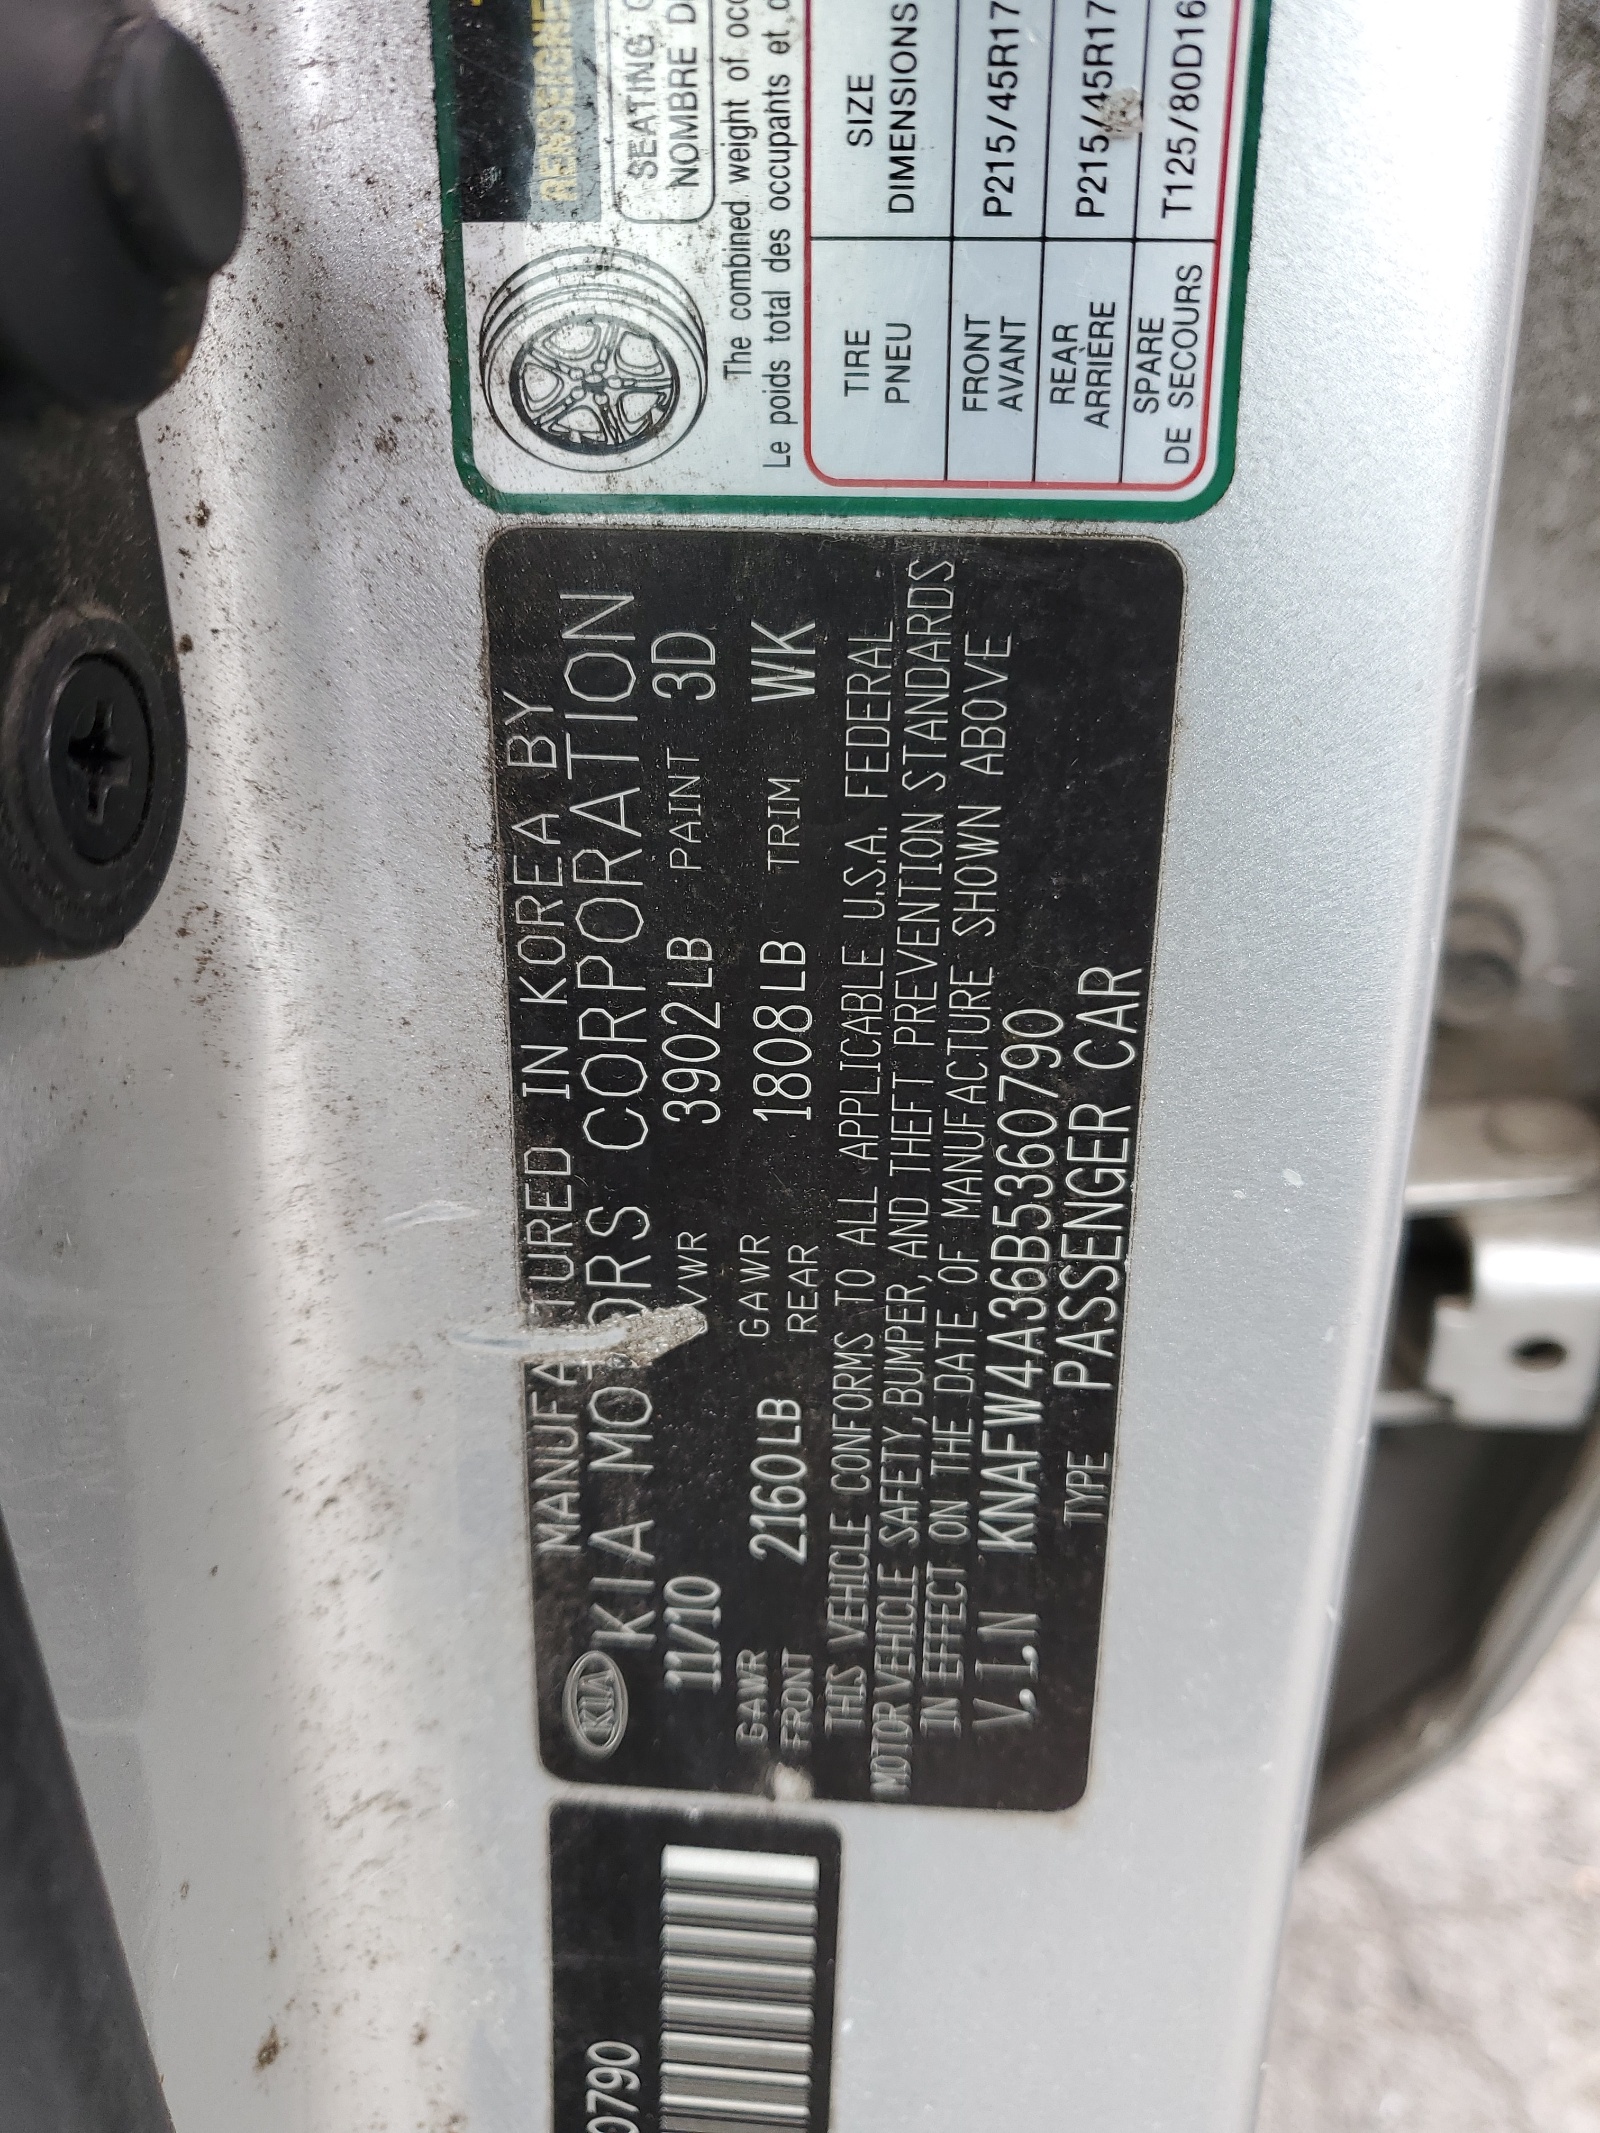 MANUFA TURED IN KOREA BY
KIA KIA MOTORS CORPORATION
11/10 GVWR 3902LB PAINT 3D
GAWR FRONT 2160LB GAWR REAR 1808LB TRIM WK
THIS VEHICLE CONFORMS TO ALL APPLICABLE U.S.A. FEDERAL
MOTOR VEHICLE SAFETY, BUMPER, AND THEFT PREVENTION STANDARDS
IN EFFECT ON THE DATE OF MANUFACTURE SHOWN ABOVE
V.I.N KNAFW4A36B5360790
TYPE PASSENGER CAR
0790
SEATING
NOMBRE
The combined weight of
Le poids total des occupants et
TIRE SIZE
PNEU DIMENSIONS
FRONT P215/45R17
AVANT
REAR P215/45R17
ARRIÈRE
SPARE T125/80D16
DE SECOURS